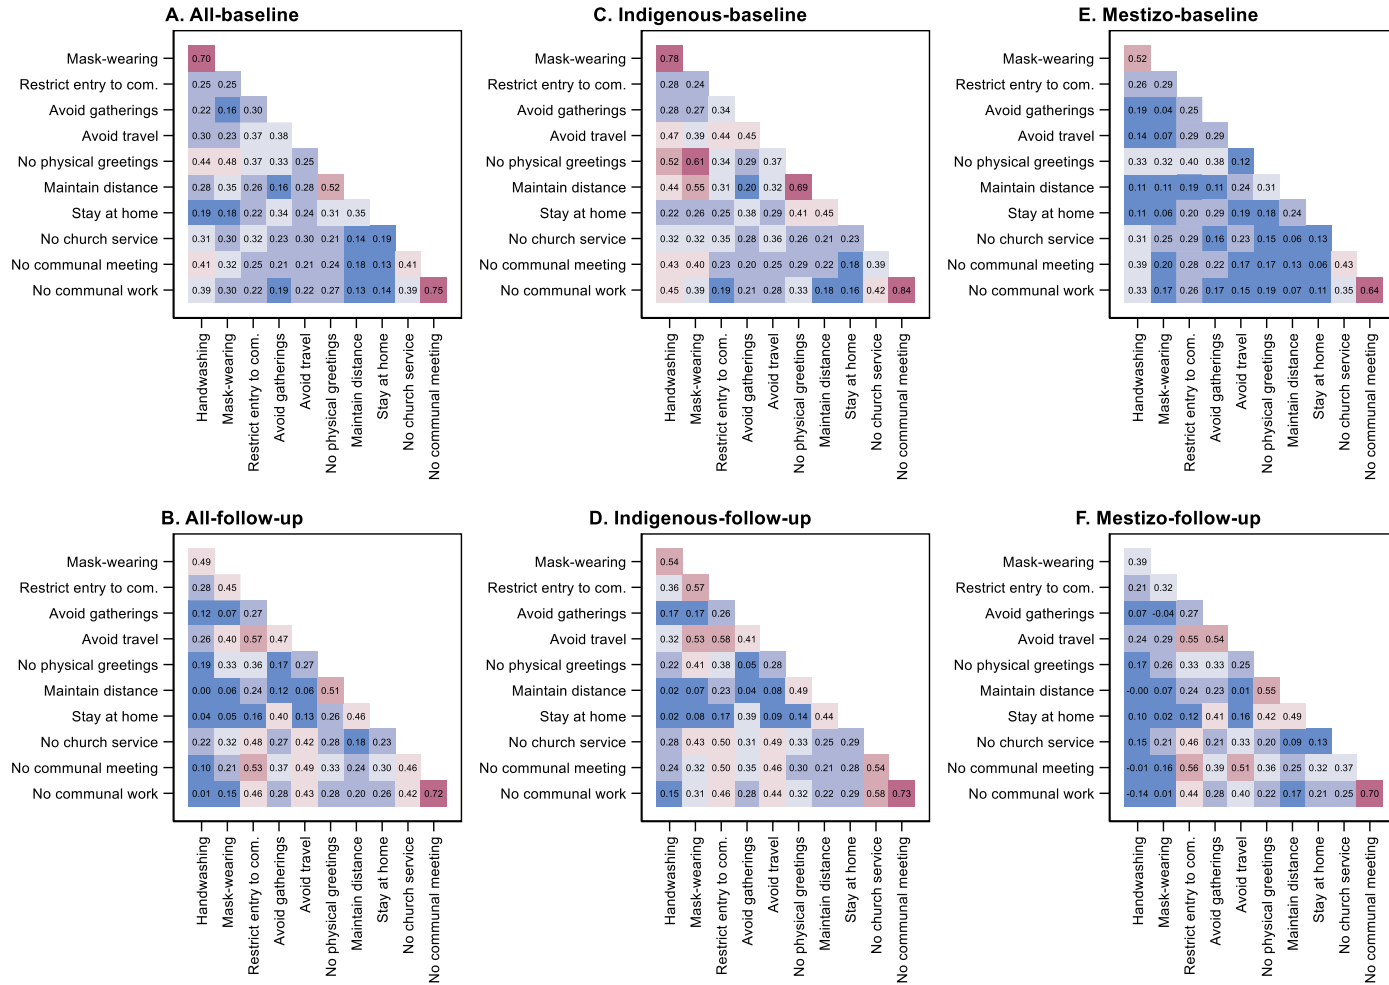 A. All-baseline
Mask-wearing 0.70
Restrict entry to com. 0.25 0.25
Avoid gatherings 0.22 0.16 0.30
Avoid travel 0.30 0.23 0.37 0.38
No physical greetings 0.44 0.48 0.37 0.33 0.25
Maintain distance 0.28 0.35 0.26 0.16 0.28 0.52
Stay at home 0.19 0.18 0.22 0.34 0.24 0.31 0.35
No church service 0.31 0.30 0.32 0.23 0.30 0.21 0.14 0.19
No communal meeting 0.41 0.32 0.25 0.21 0.21 0.24 0.18 0.13 0.41
No communal work 0.39 0.30 0.22 0.19 0.22 0.27 0.13 0.14 0.39 0.75
Handwashing
Mask-wearing
Restrict entry to com.
Avoid gatherings
Avoid travel
No physical greetings
Maintain distance
Stay at home
No church service
No communal meeting
C. Indigenous-baseline
Mask-wearing 0.78
Restrict entry to com. 0.28 0.24
Avoid gatherings 0.28 0.27 0.34
Avoid travel 0.47 0.39 0.44 0.45
No physical greetings 0.52 0.61 0.34 0.29 0.37
Maintain distance 0.44 0.55 0.31 0.20 0.32 0.69
Stay at home 0.22 0.26 0.25 0.38 0.29 0.41 0.45
No church service 0.32 0.32 0.35 0.28 0.36 0.26 0.21 0.23
No communal meeting 0.43 0.40 0.23 0.20 0.25 0.29 0.22 0.18 0.39
No communal work 0.45 0.39 0.19 0.21 0.28 0.33 0.18 0.16 0.42 0.84
Handwashing
Mask-wearing
Restrict entry to com.
Avoid gatherings
Avoid travel
No physical greetings
Maintain distance
Stay at home
No church service
No communal meeting
E. Mestizo-baseline
Mask-wearing 0.52
Restrict entry to com. 0.26 0.29
Avoid gatherings 0.19 0.04 0.25
Avoid travel 0.14 0.07 0.29 0.29
No physical greetings 0.33 0.32 0.40 0.38 0.12
Maintain distance 0.11 0.11 0.19 0.11 0.24 0.31
Stay at home 0.11 0.06 0.20 0.29 0.19 0.18 0.24
No church service 0.31 0.25 0.29 0.16 0.23 0.15 0.06 0.13
No communal meeting 0.39 0.20 0.28 0.22 0.17 0.17 0.13 0.06 0.43
No communal work 0.33 0.17 0.26 0.17 0.15 0.19 0.07 0.11 0.35 0.64
Handwashing
Mask-wearing
Restrict entry to com.
Avoid gatherings
Avoid travel
No physical greetings
Maintain distance
Stay at home
No church service
No communal meeting
B. All-follow-up
Mask-wearing 0.49
Restrict entry to com. 0.28 0.45
Avoid gatherings 0.12 0.07 0.27
Avoid travel 0.26 0.40 0.57 0.47
No physical greetings 0.19 0.33 0.36 0.17 0.27
Maintain distance 0.00 0.06 0.24 0.12 0.06 0.51
Stay at home 0.04 0.05 0.16 0.40 0.13 0.26 0.46
No church service 0.22 0.32 0.48 0.27 0.42 0.28 0.18 0.23
No communal meeting 0.10 0.21 0.53 0.37 0.49 0.33 0.24 0.30 0.46
No communal work 0.01 0.15 0.46 0.28 0.43 0.28 0.20 0.26 0.42 0.72
Handwashing
Mask-wearing
Restrict entry to com.
Avoid gatherings
Avoid travel
No physical greetings
Maintain distance
Stay at home
No church service
No communal meeting
D. Indigenous-follow-up
Mask-wearing 0.54
Restrict entry to com. 0.36 0.57
Avoid gatherings 0.17 0.17 0.26
Avoid travel 0.32 0.53 0.58 0.41
No physical greetings 0.22 0.41 0.38 0.05 0.28
Maintain distance 0.02 0.07 0.23 0.04 0.08 0.49
Stay at home 0.02 0.08 0.17 0.39 0.09 0.14 0.44
No church service 0.28 0.43 0.50 0.31 0.49 0.33 0.25 0.29
No communal meeting 0.24 0.32 0.50 0.35 0.46 0.30 0.21 0.28 0.54
No communal work 0.15 0.31 0.46 0.28 0.44 0.32 0.22 0.29 0.58 0.73
Handwashing
Mask-wearing
Restrict entry to com.
Avoid gatherings
Avoid travel
No physical greetings
Maintain distance
Stay at home
No church service
No communal meeting
F. Mestizo-follow-up
Mask-wearing 0.39
Restrict entry to com. 0.21 0.32
Avoid gatherings 0.07 -0.04 0.27
Avoid travel 0.24 0.29 0.55 0.54
No physical greetings 0.17 0.26 0.33 0.33 0.25
Maintain distance -0.00 0.07 0.24 0.23 0.01 0.55
Stay at home 0.10 0.02 0.12 0.41 0.16 0.42 0.49
No church service 0.15 0.21 0.46 0.21 0.33 0.20 0.09 0.13
No communal meeting -0.01 0.16 0.56 0.39 0.51 0.36 0.25 0.32 0.37
No communal work -0.14 0.01 0.44 0.28 0.40 0.22 0.17 0.21 0.25 0.70
Handwashing
Mask-wearing
Restrict entry to com.
Avoid gatherings
Avoid travel
No physical greetings
Maintain distance
Stay at home
No church service
No communal meeting